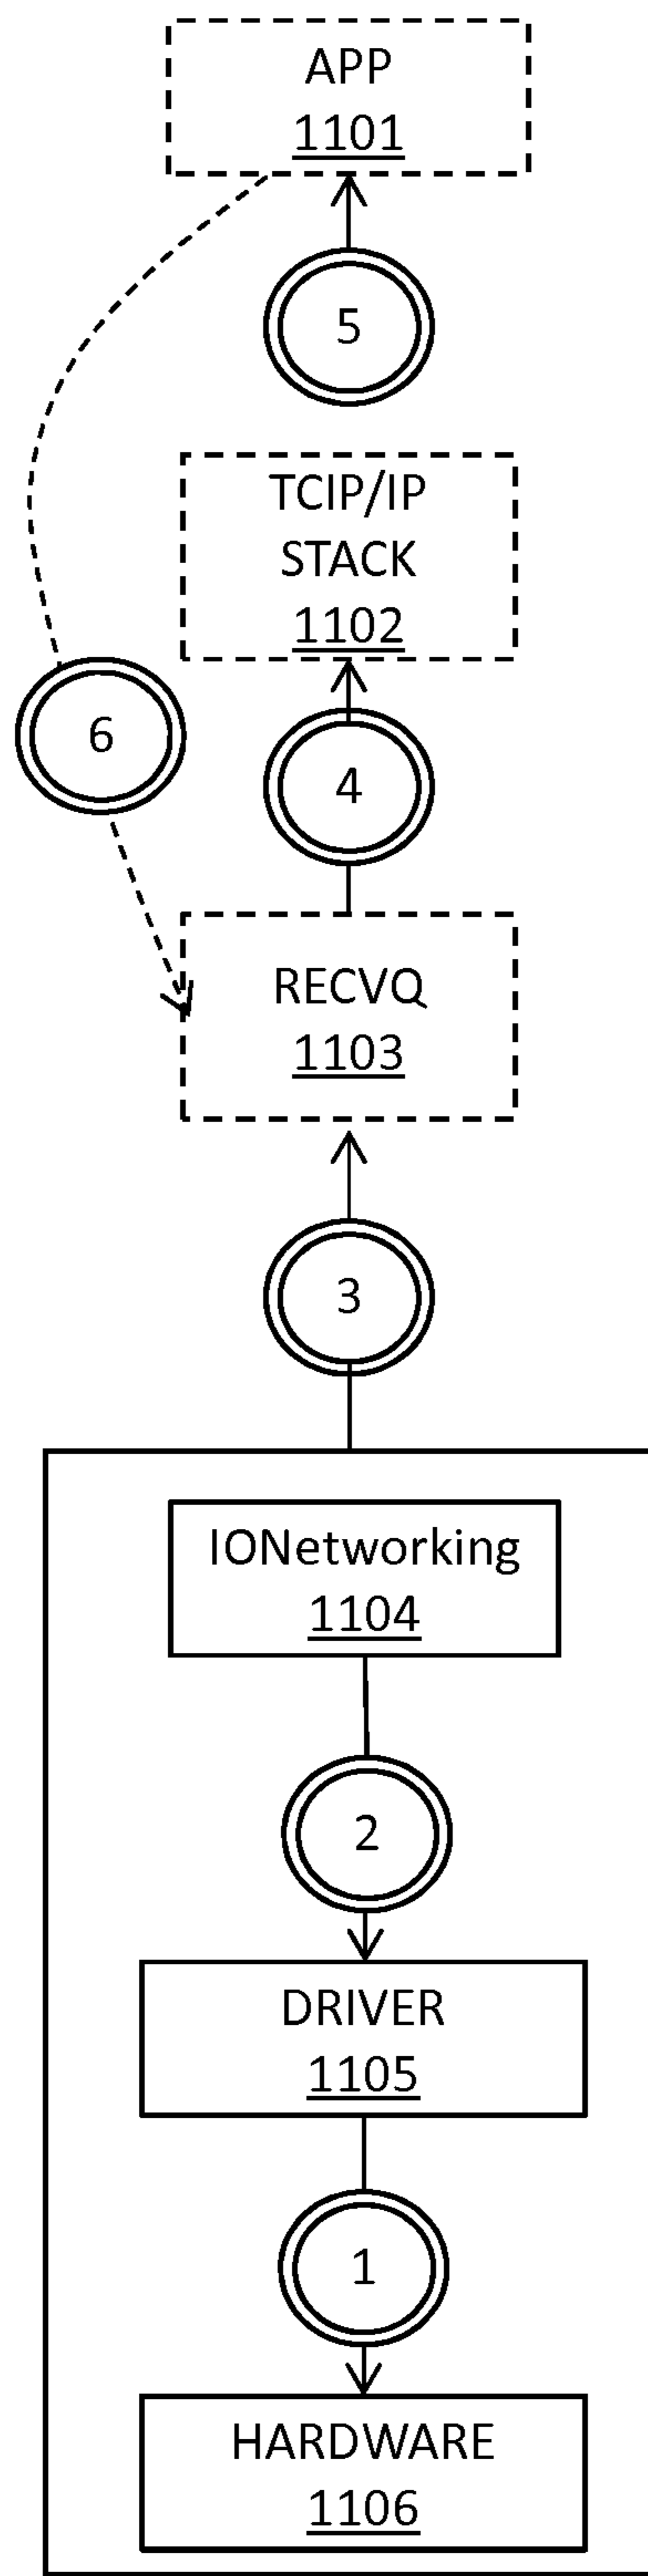 APP
1101
5
TCIP/IP
STACK
1102
6
4
RECVQ
1103
3
IONetworking
1104
2
DRIVER
1105
1
HARDWARE
1106